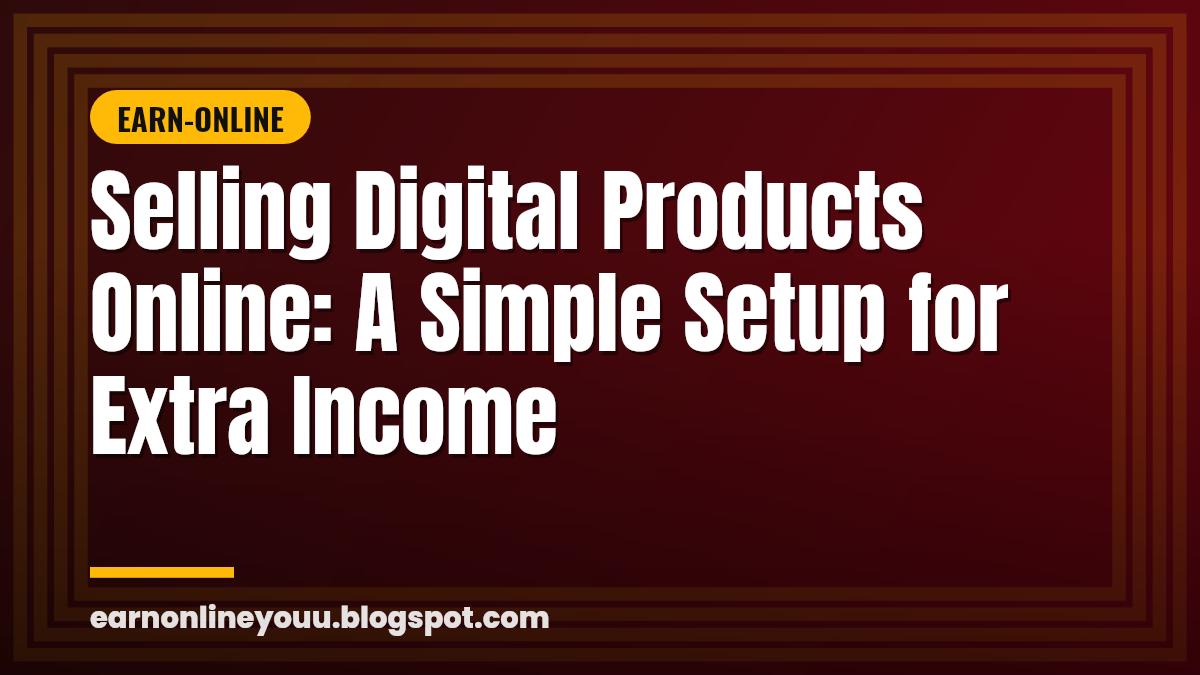 EARN-ONLINE
Selling Digital Products
Online: A Simple Setup for
Extra Income
earnonlineyouu.blogspot.com